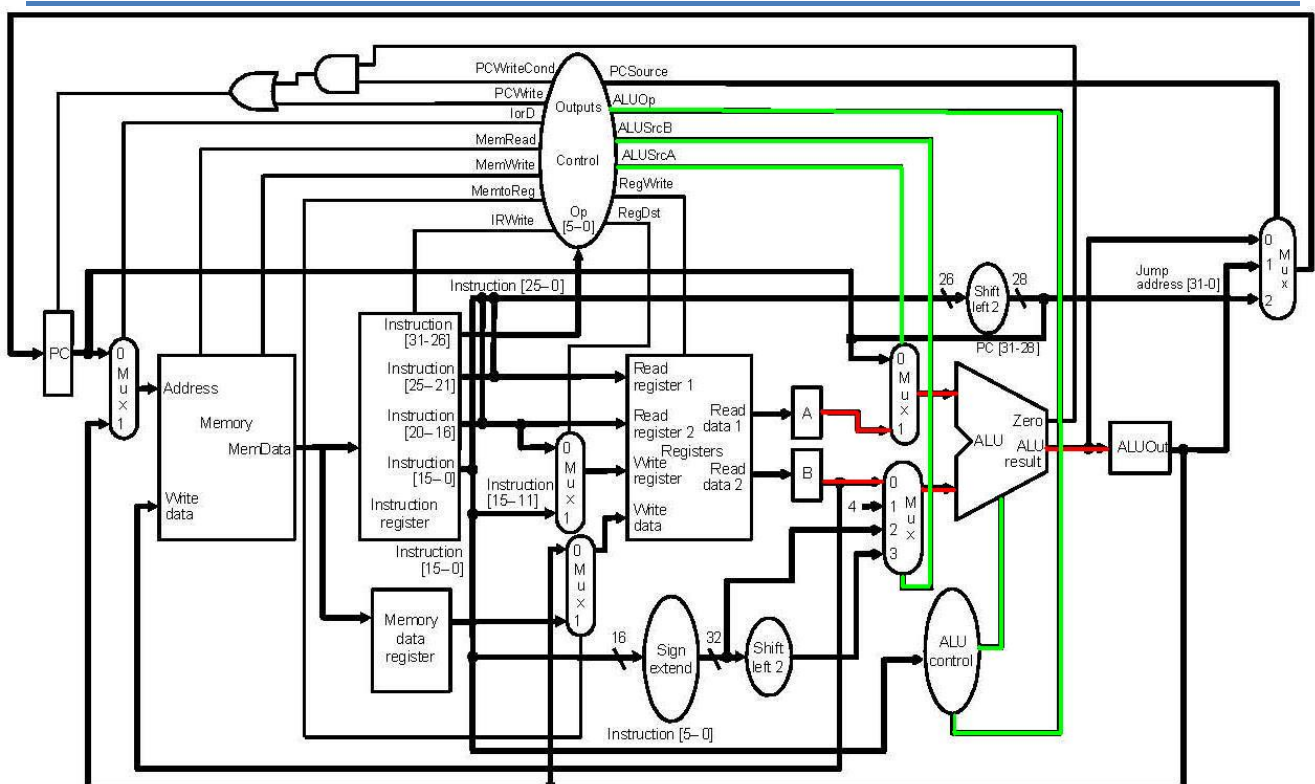 PCWriteCond
PCWrite
IorD
MemRead
MemWrite
MemtoReg
IRWrite
Outputs
Control
Op
[5–0]
PCSource
ALUOp
ALUSrcB
ALUSrcA
RegWrite
RegDst
Instruction [25–0]
26
Shift
left 2
28
Jump
address [31-0]
PC [31-28]
0
1
2
M
u
x
PC
0
M
u
x
1
Address
Memory
MemData
Write
data
Instruction
[31-26]
Instruction
[25–21]
Instruction
[20–16]
Instruction
[15–0]
Instruction
register
Instruction
[15–11]
Instruction
[15–0]
0
M
u
x
1
0
M
u
x
1
Read
register 1
Read
register 2
Registers
Write
register
Write
data
Read
data 1
Read
data 2
A
B
0
M
u
x
1
4
0
1
2
3
M
u
x
Zero
ALU
ALU
result
ALUOut
Memory
data
register
16
Sign
extend
32
Shift
left 2
ALU
control
Instruction [5–0]